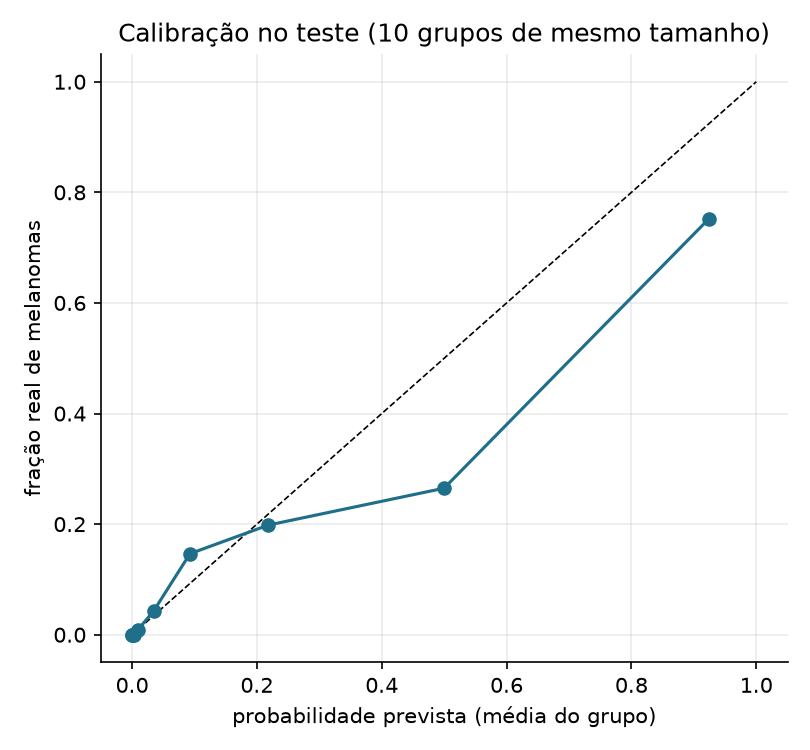 Calibração no teste (10 grupos de mesmo tamanho)
fração real de melanomas
1.0
0.8
0.6
0.4
0.2
0.0
0.0 0.2 0.4 0.6 0.8 1.0
probabilidade prevista (média do grupo)